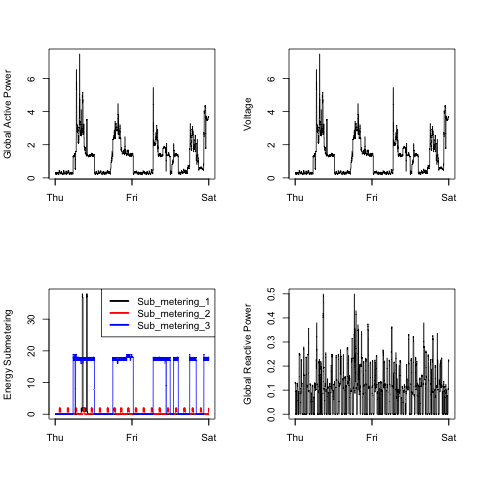 Global Active Power
6
4
2
0
Thu Fri Sat
Voltage
6
4
2
0
Thu Fri Sat
Energy Submetering
30
20
10
0
Sub_metering_1
Sub_metering_2
Sub_metering_3
Thu Fri Sat
Global Reactive Power
0.5
0.4
0.3
0.2
0.1
0.0
Thu Fri Sat